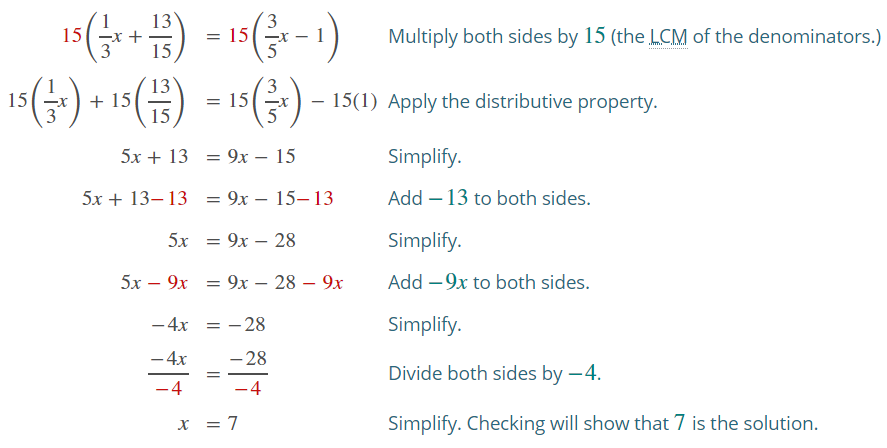 15(1/3x + 13/15) = 15(3/5x − 1) Multiply both sides by 15 (the LCM of the denominators.)
15(1/3x) + 15(13/15) = 15(3/5x) − 15(1) Apply the distributive property.
5x + 13 = 9x − 15 Simplify.
5x + 13−13 = 9x − 15−13 Add −13 to both sides.
5x = 9x − 28 Simplify.
5x − 9x = 9x − 28 − 9x Add −9x to both sides.
−4x = −28 Simplify.
−4x/−4 = −28/−4 Divide both sides by −4.
x = 7 Simplify. Checking will show that 7 is the solution.